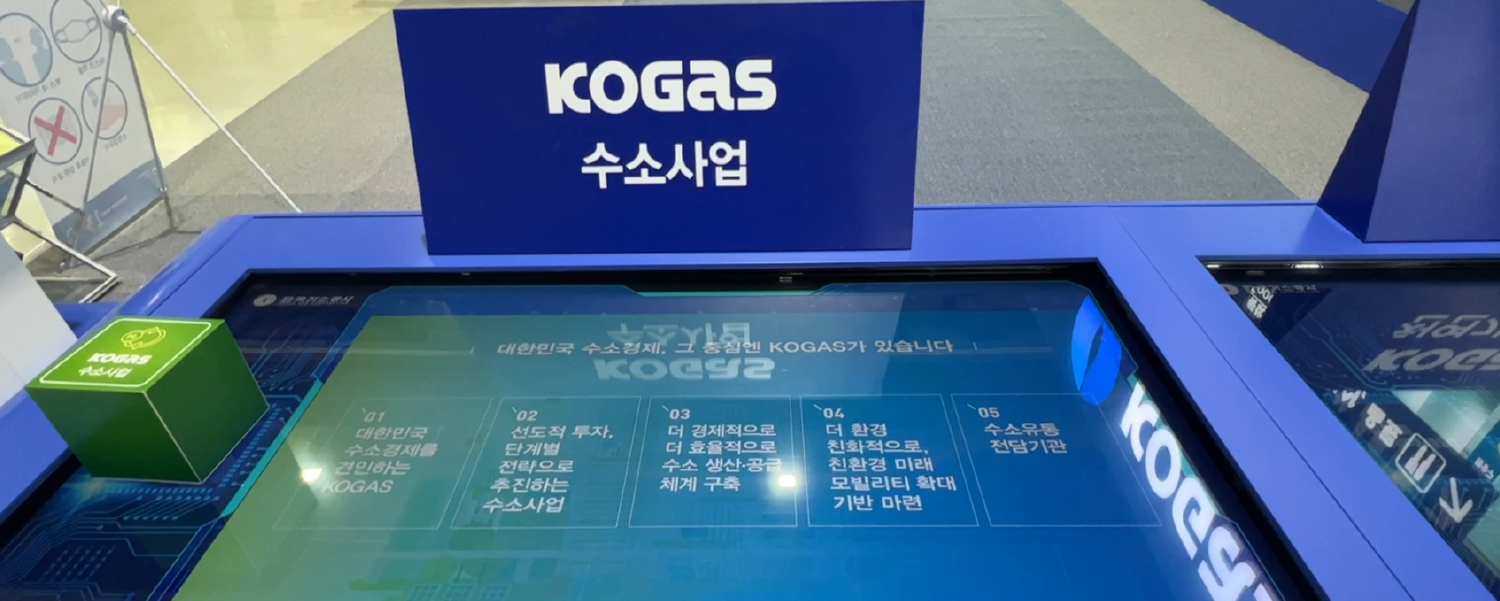 KOGAS
수소사업
한국가스공사
대한민국 수소경제, 그 중심엔 KOGAS가 있습니다
KOGAS
수소사업
01
대한민국
수소경제를
견인하는
KOGAS
02
선도적 투자,
단계별
전략으로
추진하는
수소사업
03
더 경제적으로
더 효율적으로
수소 생산·공급
체계 구축
04
더 환경
친화적으로,
친환경 미래
모빌리티 확대
기반 마련
05
수소유통
전담기관
KOGAS